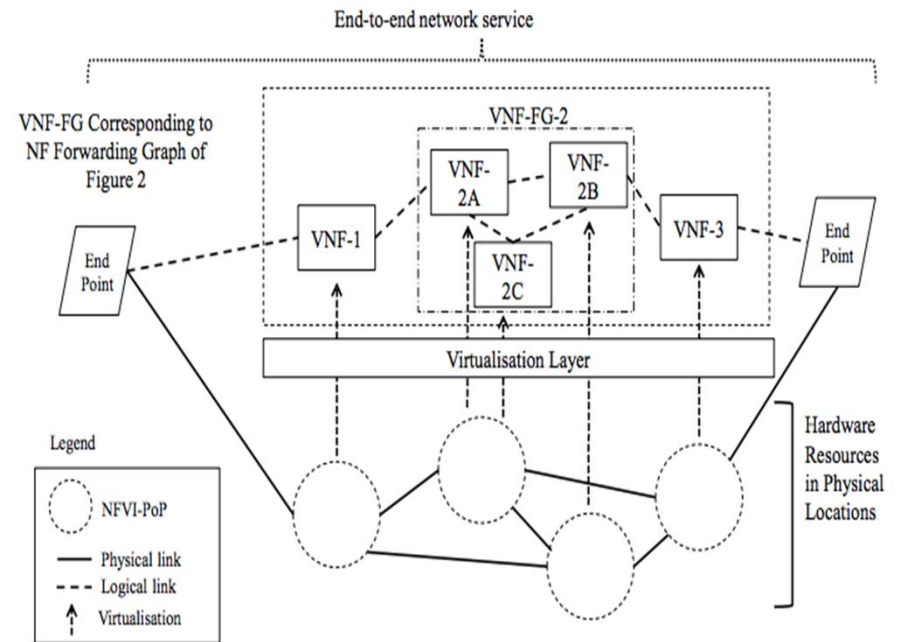 End-to-end network service
VNF-FG Corresponding to
NF Forwarding Graph of
Figure 2
VNF-FG-2
VNF-
2A
VNF-
2B
VNF-1
VNF-
2C
VNF-3
End
Point
End
Point
Virtualisation Layer
Hardware
Resources
in Physical
Locations
Legend
NFVI-PoP
Physical link
Logical link
Virtualisation